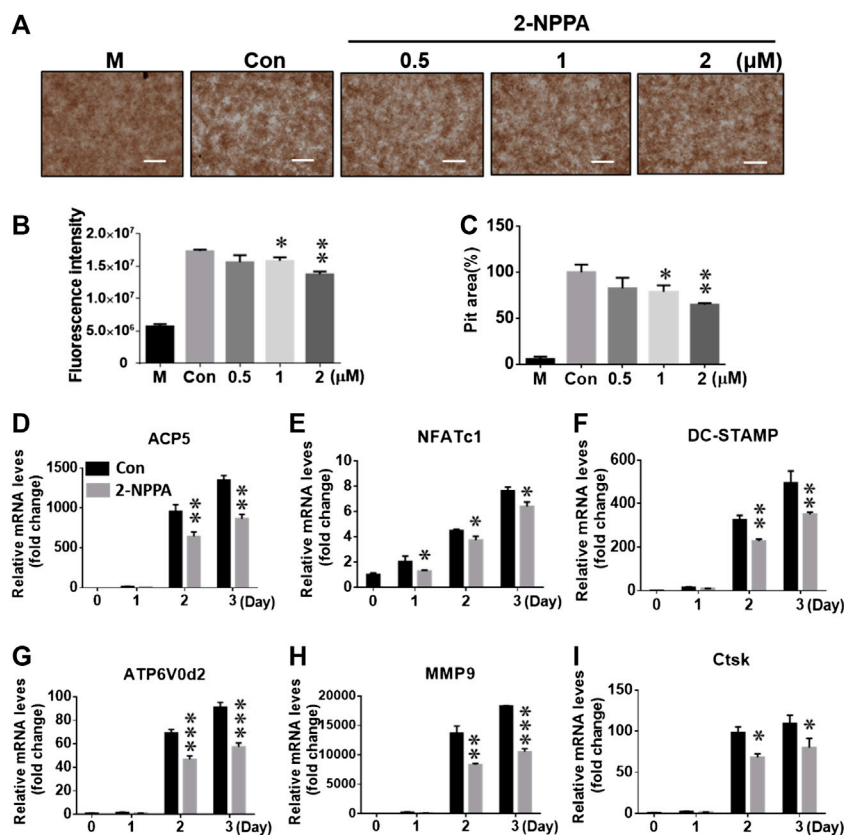 A
2-NPPA
M Con 0.5 1 2 (μM)
B
Fluorescence intensity
2.0×10⁷
1.5×10⁷
1.0×10⁷
5.0×10⁶
0
* **
M Con 0.5 1 2 (μM)
C
Pit area(%)
150
100
50
0
* **
M Con 0.5 1 2 (μM)
D
ACP5
Relative mRNA leves
(fold change)
1500
1000
500
0
Con
2-NPPA
** **
0 1 2 3 (Day)
E
NFATc1
Relative mRNA leves
(fold change)
8
6
4
2
0
* * *
0 1 2 3 (Day)
F
DC-STAMP
Relative mRNA leves
(fold change)
600
400
200
0
** **
0 1 2 3 (Day)
G
ATP6V0d2
Relative mRNA leves
(fold change)
100
80
60
40
20
0
*** ***
0 1 2 3 (Day)
H
MMP9
Relative mRNA leves
(fold change)
20000
15000
10000
5000
0
** ***
0 1 2 3 (Day)
I
Ctsk
Relative mRNA leves
(fold change)
150
100
50
0
* *
0 1 2 3 (Day)